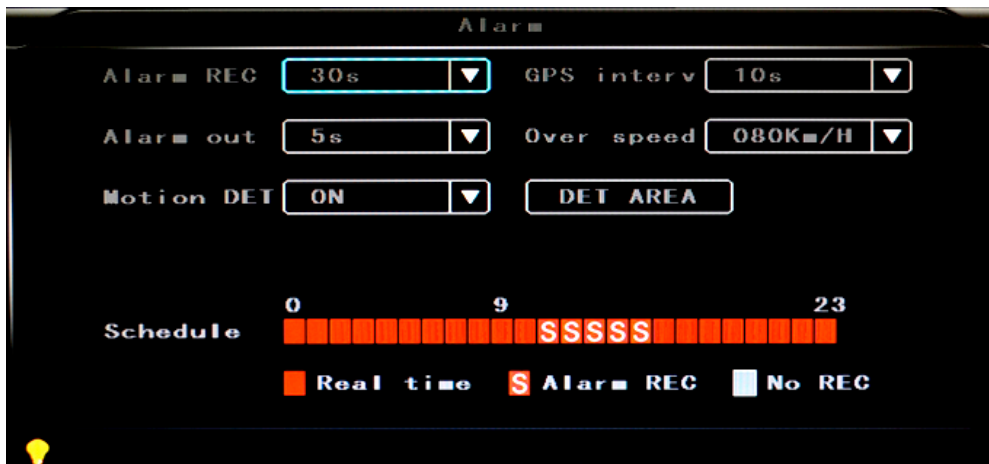 Alarm
Alarm REC 30s GPS interv 10s
Alarm out 5s Over speed 080Km/H
Motion DET ON DET AREA
0 9 23
Schedule SSSSS
Real time S Alarm REC No REC